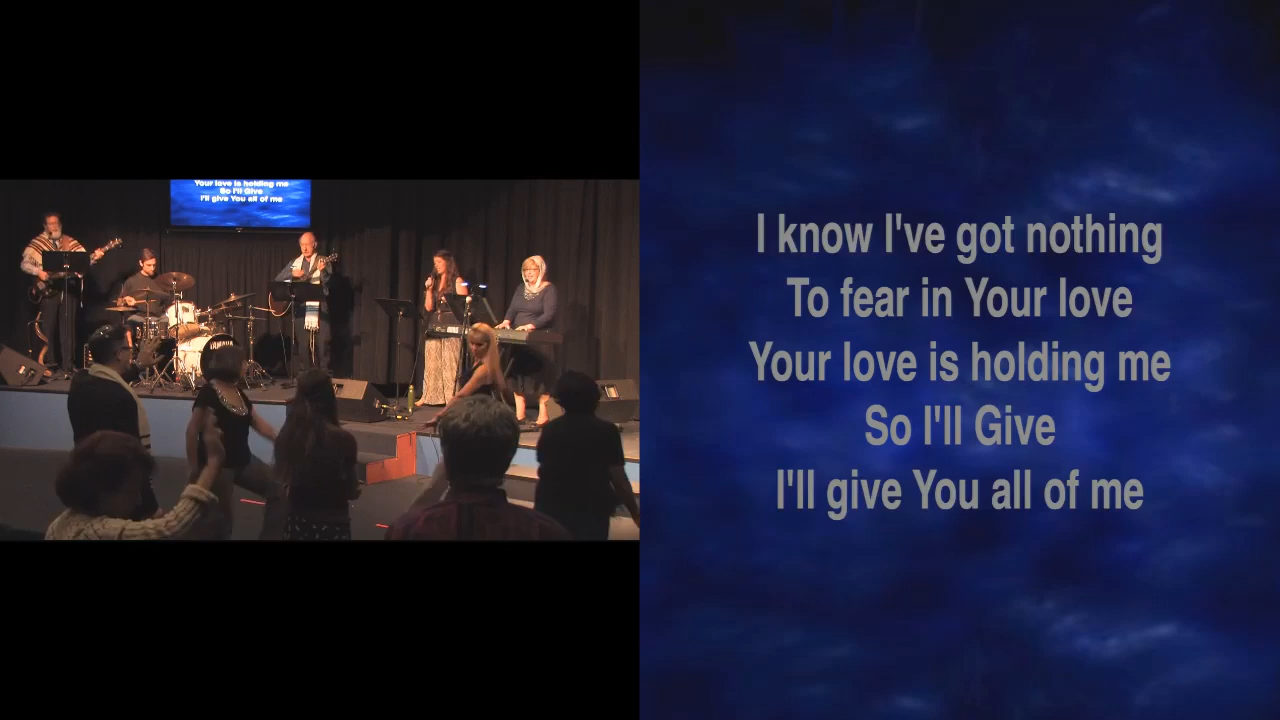 Your love is holding me
So I'll Give
I'll give You all of me
YAMAHA
I know I've got nothing
To fear in Your love
Your love is holding me
So I'll Give
I'll give You all of me